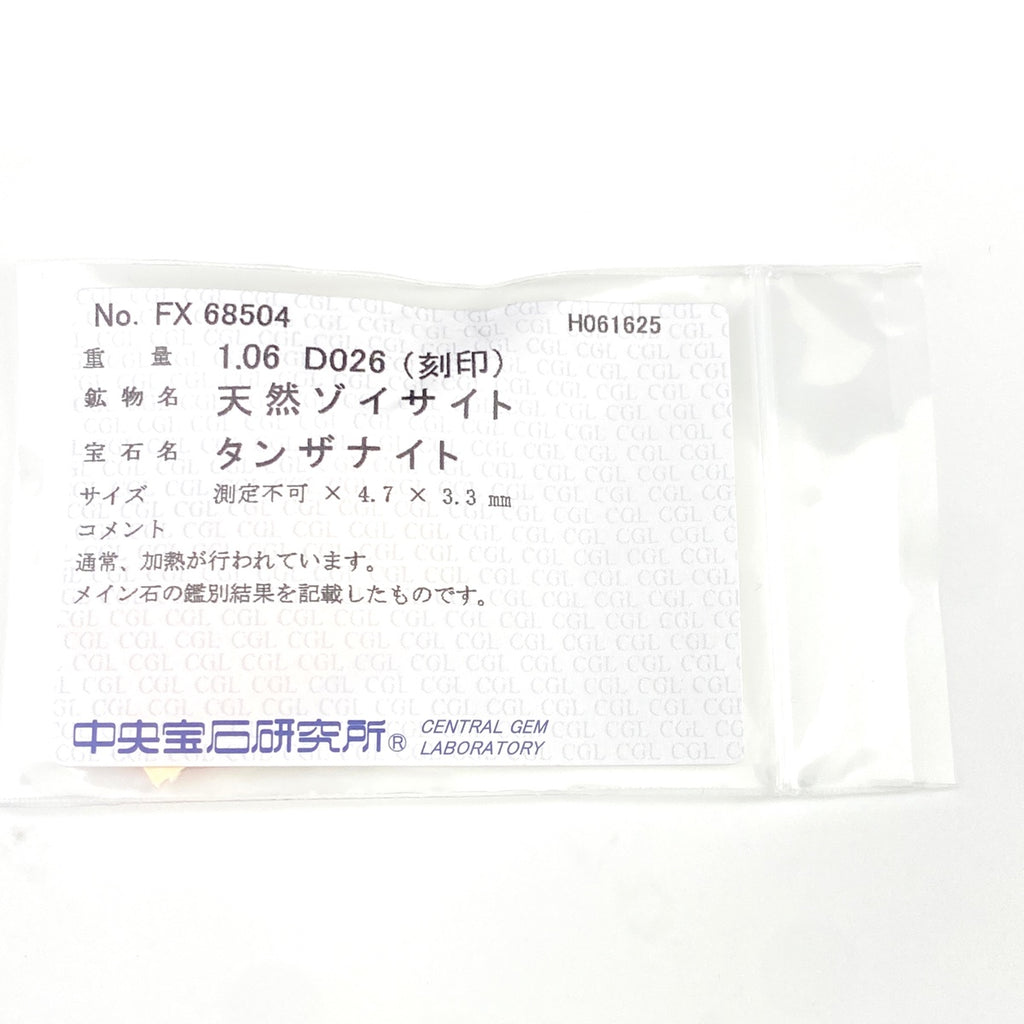 No. FX 68504 H061625
重量 1.06 D026 (刻印)
鉱物名 天然ゾイサイト
宝石名 タンザナイト
サイズ 測定不可 × 4.7 × 3.3 mm
コメント
通常、加熱が行われています。
メイン石の鑑別結果を記載したものです。
中央宝石研究所® CENTRAL GEM
LABORATORY